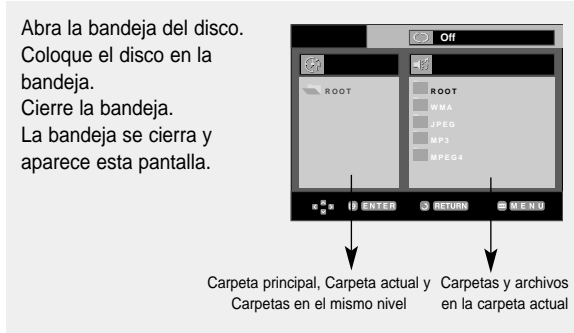 Abra la bandeja del disco.
Coloque el disco en la
bandeja.
Cierre la bandeja.
La bandeja se cierra y
aparece esta pantalla.
Off
ROOT
ROOT
WMA
JPEG
MP3
MPEG4
ENTER RETURN MENU
Carpeta principal, Carpeta actual y
Carpetas en el mismo nivel
Carpetas y archivos
en la carpeta actual